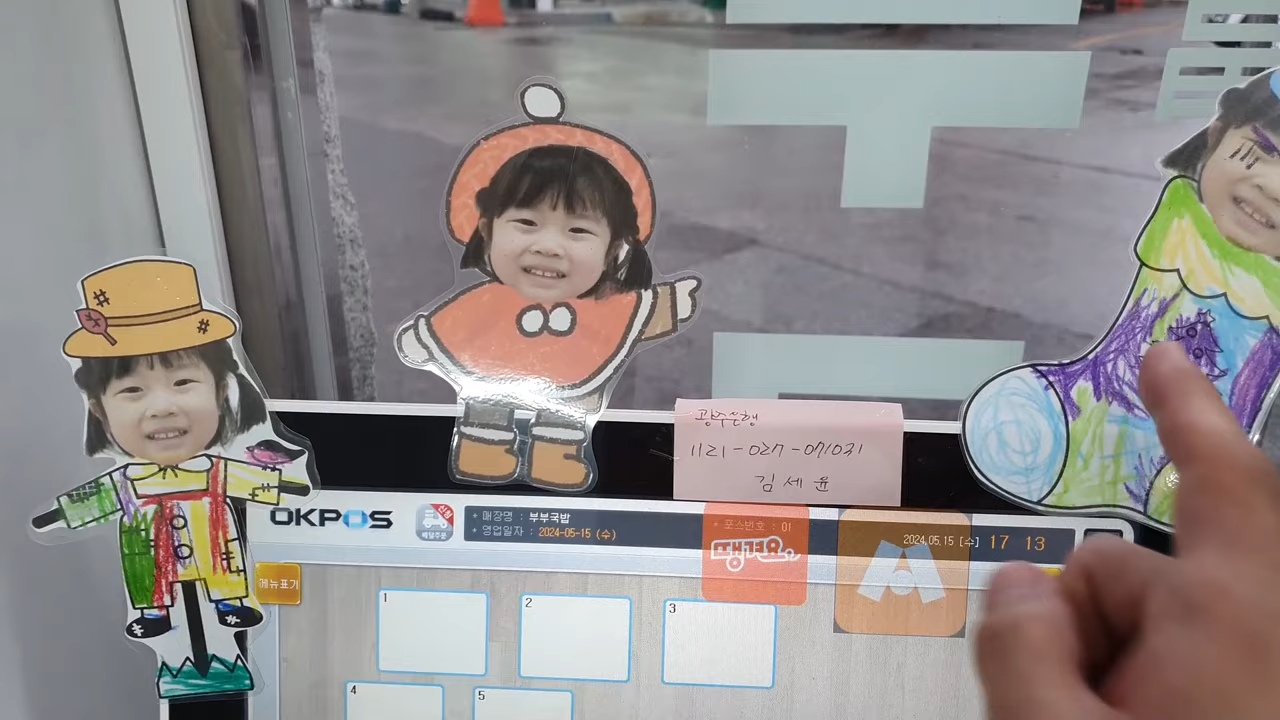 광주은행
1121-027-071031
김세윤
OKPOS
신청
배달주문
* 매장명 : 부부국밥
* 영업일자 : 2024-05-15 (수)
* 포스번호 : 01
땡겨요
2024.05.15 [수] 17 13
메뉴표기
1
2
3
4
5